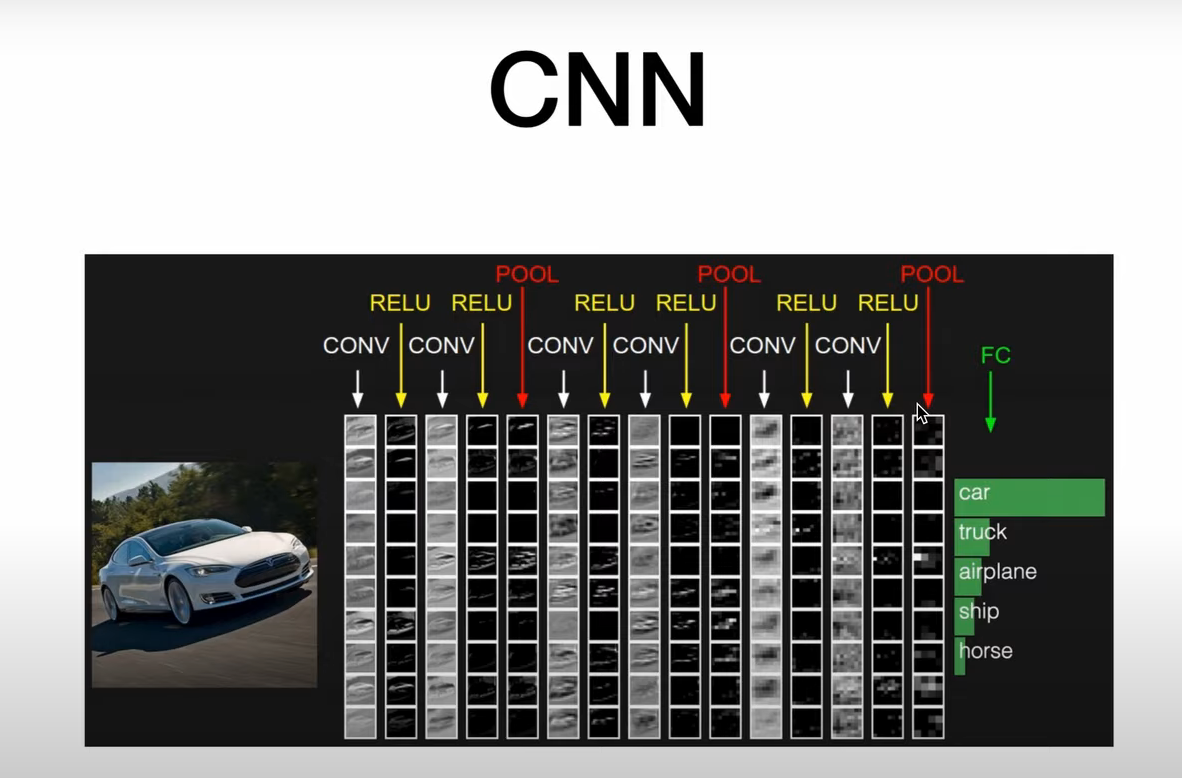 CNN
POOL POOL POOL
RELU RELU RELU RELU RELU RELU
CONV CONV CONV CONV CONV CONV
FC
car
truck
airplane
ship
horse